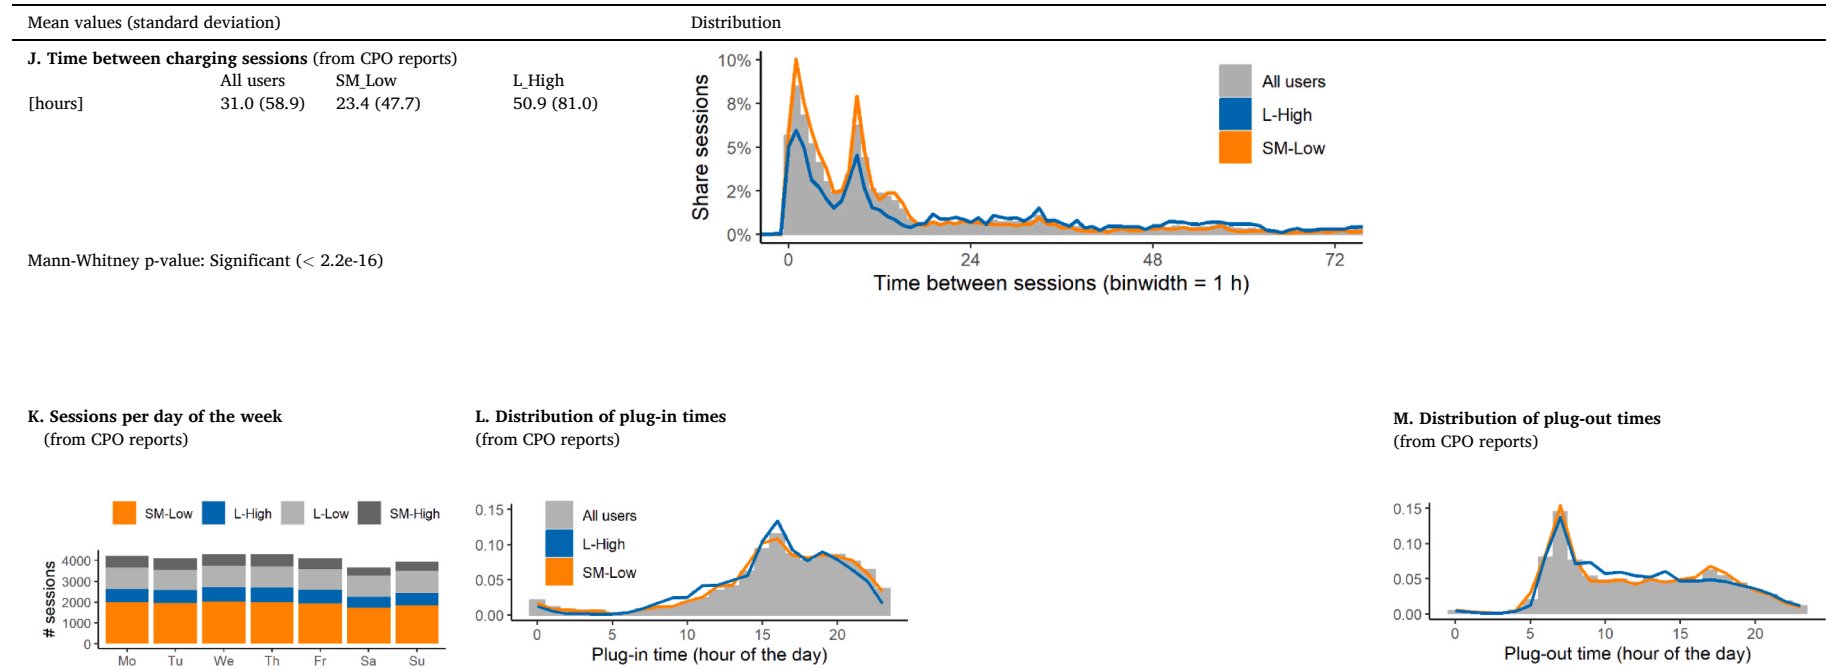 Mean values (standard deviation) Distribution
J. Time between charging sessions (from CPO reports)
All users SM_Low L_High
[hours] 31.0 (58.9) 23.4 (47.7) 50.9 (81.0)
Mann-Whitney p-value: Significant (< 2.2e-16)
Share sessions
10%
8%
5%
2%
0%
All users
L-High
SM-Low
0 24 48 72
Time between sessions (binwidth = 1 h)
K. Sessions per day of the week
(from CPO reports)
SM-Low L-High L-Low SM-High
# sessions
4000
3000
2000
1000
0
Mo Tu We Th Fr Sa Su
L. Distribution of plug-in times
(from CPO reports)
0.15
0.10
0.05
0.00
All users
L-High
SM-Low
0 5 10 15 20
Plug-in time (hour of the day)
M. Distribution of plug-out times
(from CPO reports)
0.15
0.10
0.05
0.00
0 5 10 15 20
Plug-out time (hour of the day)